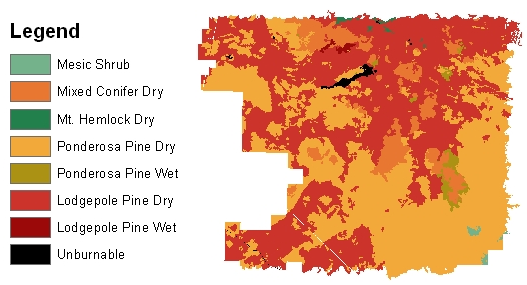 Legend
Mesic Shrub
Mixed Conifer Dry
Mt. Hemlock Dry
Ponderosa Pine Dry
Ponderosa Pine Wet
Lodgepole Pine Dry
Lodgepole Pine Wet
Unburnable